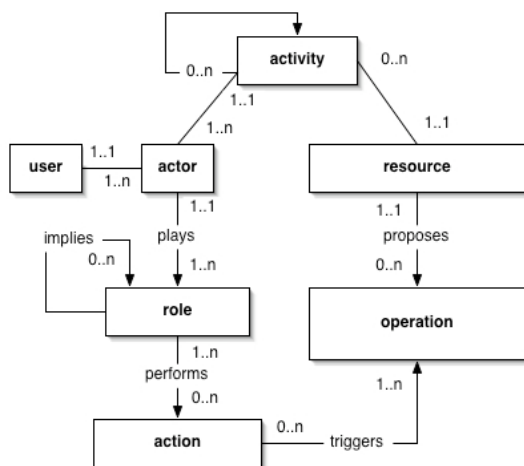 activity
0..n
0..n
1..1
1..n
1..1
user
1..1
1..n
actor
resource
1..1
1..1
implies
plays
proposes
0..n
1..n
0..n
role
operation
1..n
performs
1..n
0..n
0..n
action
triggers